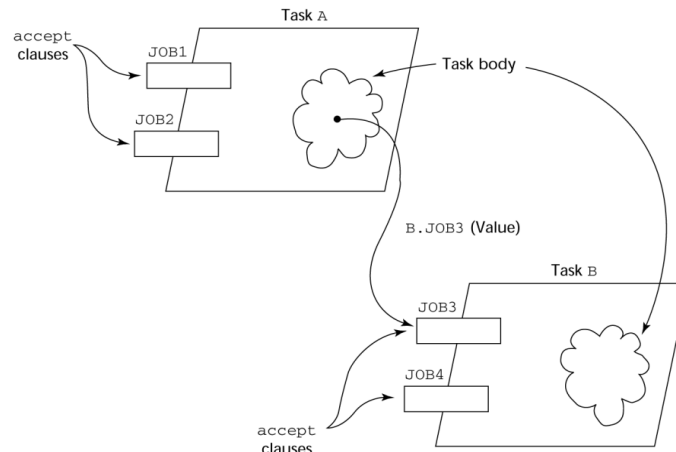 Task A
accept
clauses
JOB1
Task body
JOB2
B.JOB3 (Value)
Task B
JOB3
JOB4
accept
clauses